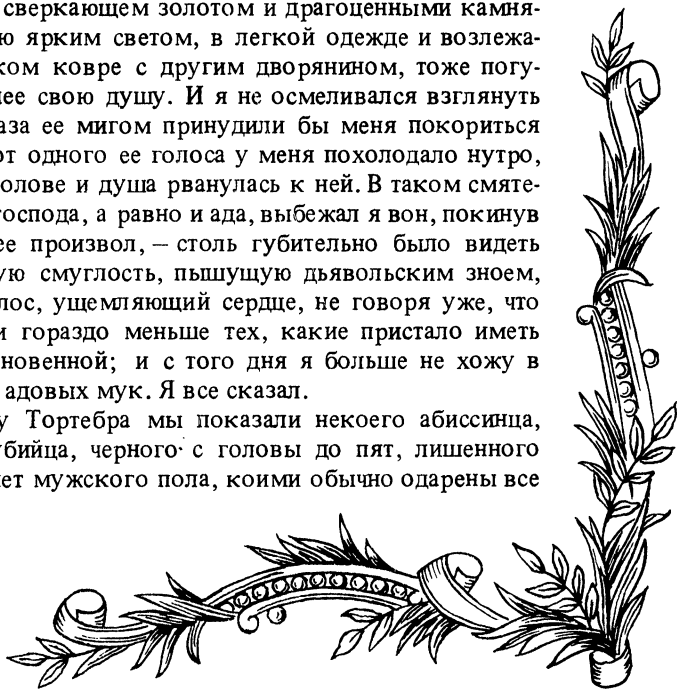 сверкающем золотом и драгоценными камня-
ю ярким светом, в легкой одежде и возлежа-
ком ковре с другим дворянином, тоже погу-
ее свою душу. И я не осмеливался взглянуть
аза ее мигом принудили бы меня покориться
от одного ее голоса у меня похолодало нутро,
олове и душа рванулась к ней. В таком смяте-
господа, а равно и ада, выбежал я вон, покинув
ее произвол, – столь губительно было видеть
ую смуглость, пышущую дьявольским зноем,
лос, ущемляющий сердце, не говоря уже, что
и гораздо меньше тех, какие пристало иметь
новенной; и с того дня я больше не хожу в
адовых мук. Я все сказал.
у Тортебра мы показали некоего абиссинца,
убийца, черного с головы до пят, лишенного
ет мужского пола, коими обычно одарены все